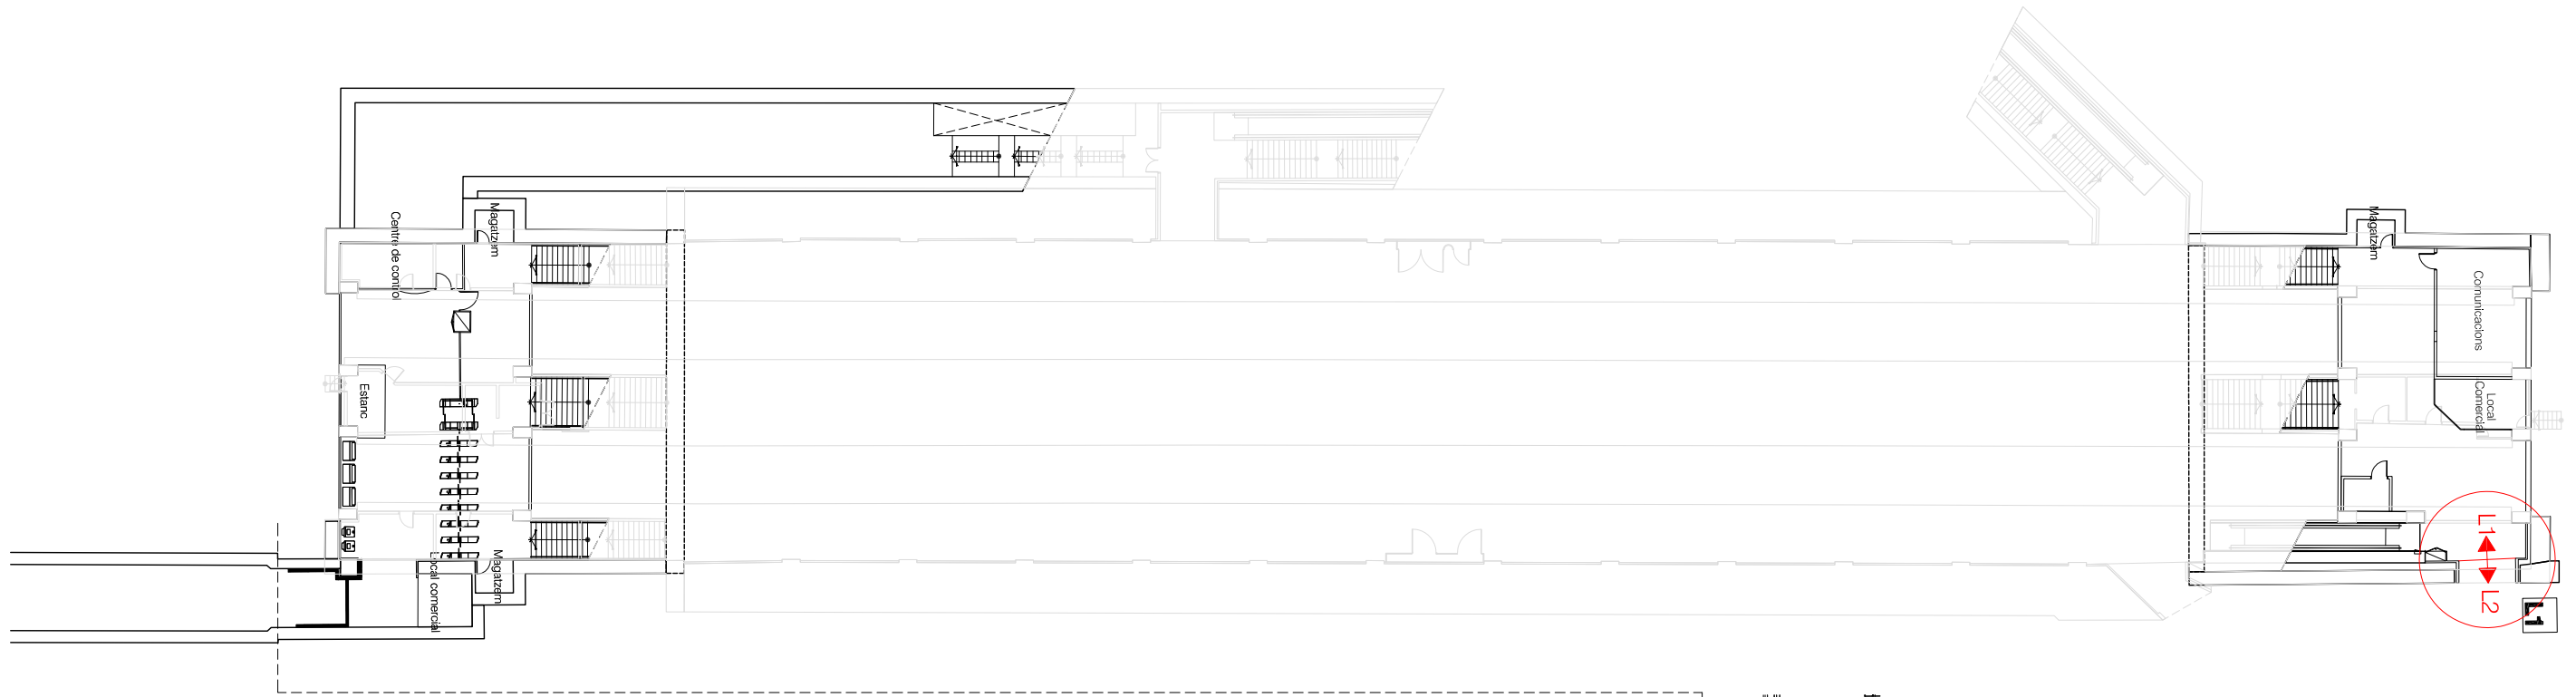 Centre de control
Magatzem
Estanc
Local comercial
Magatzem
Magatzem
Comunicacions
Local
Comercial
L1
L2
L1